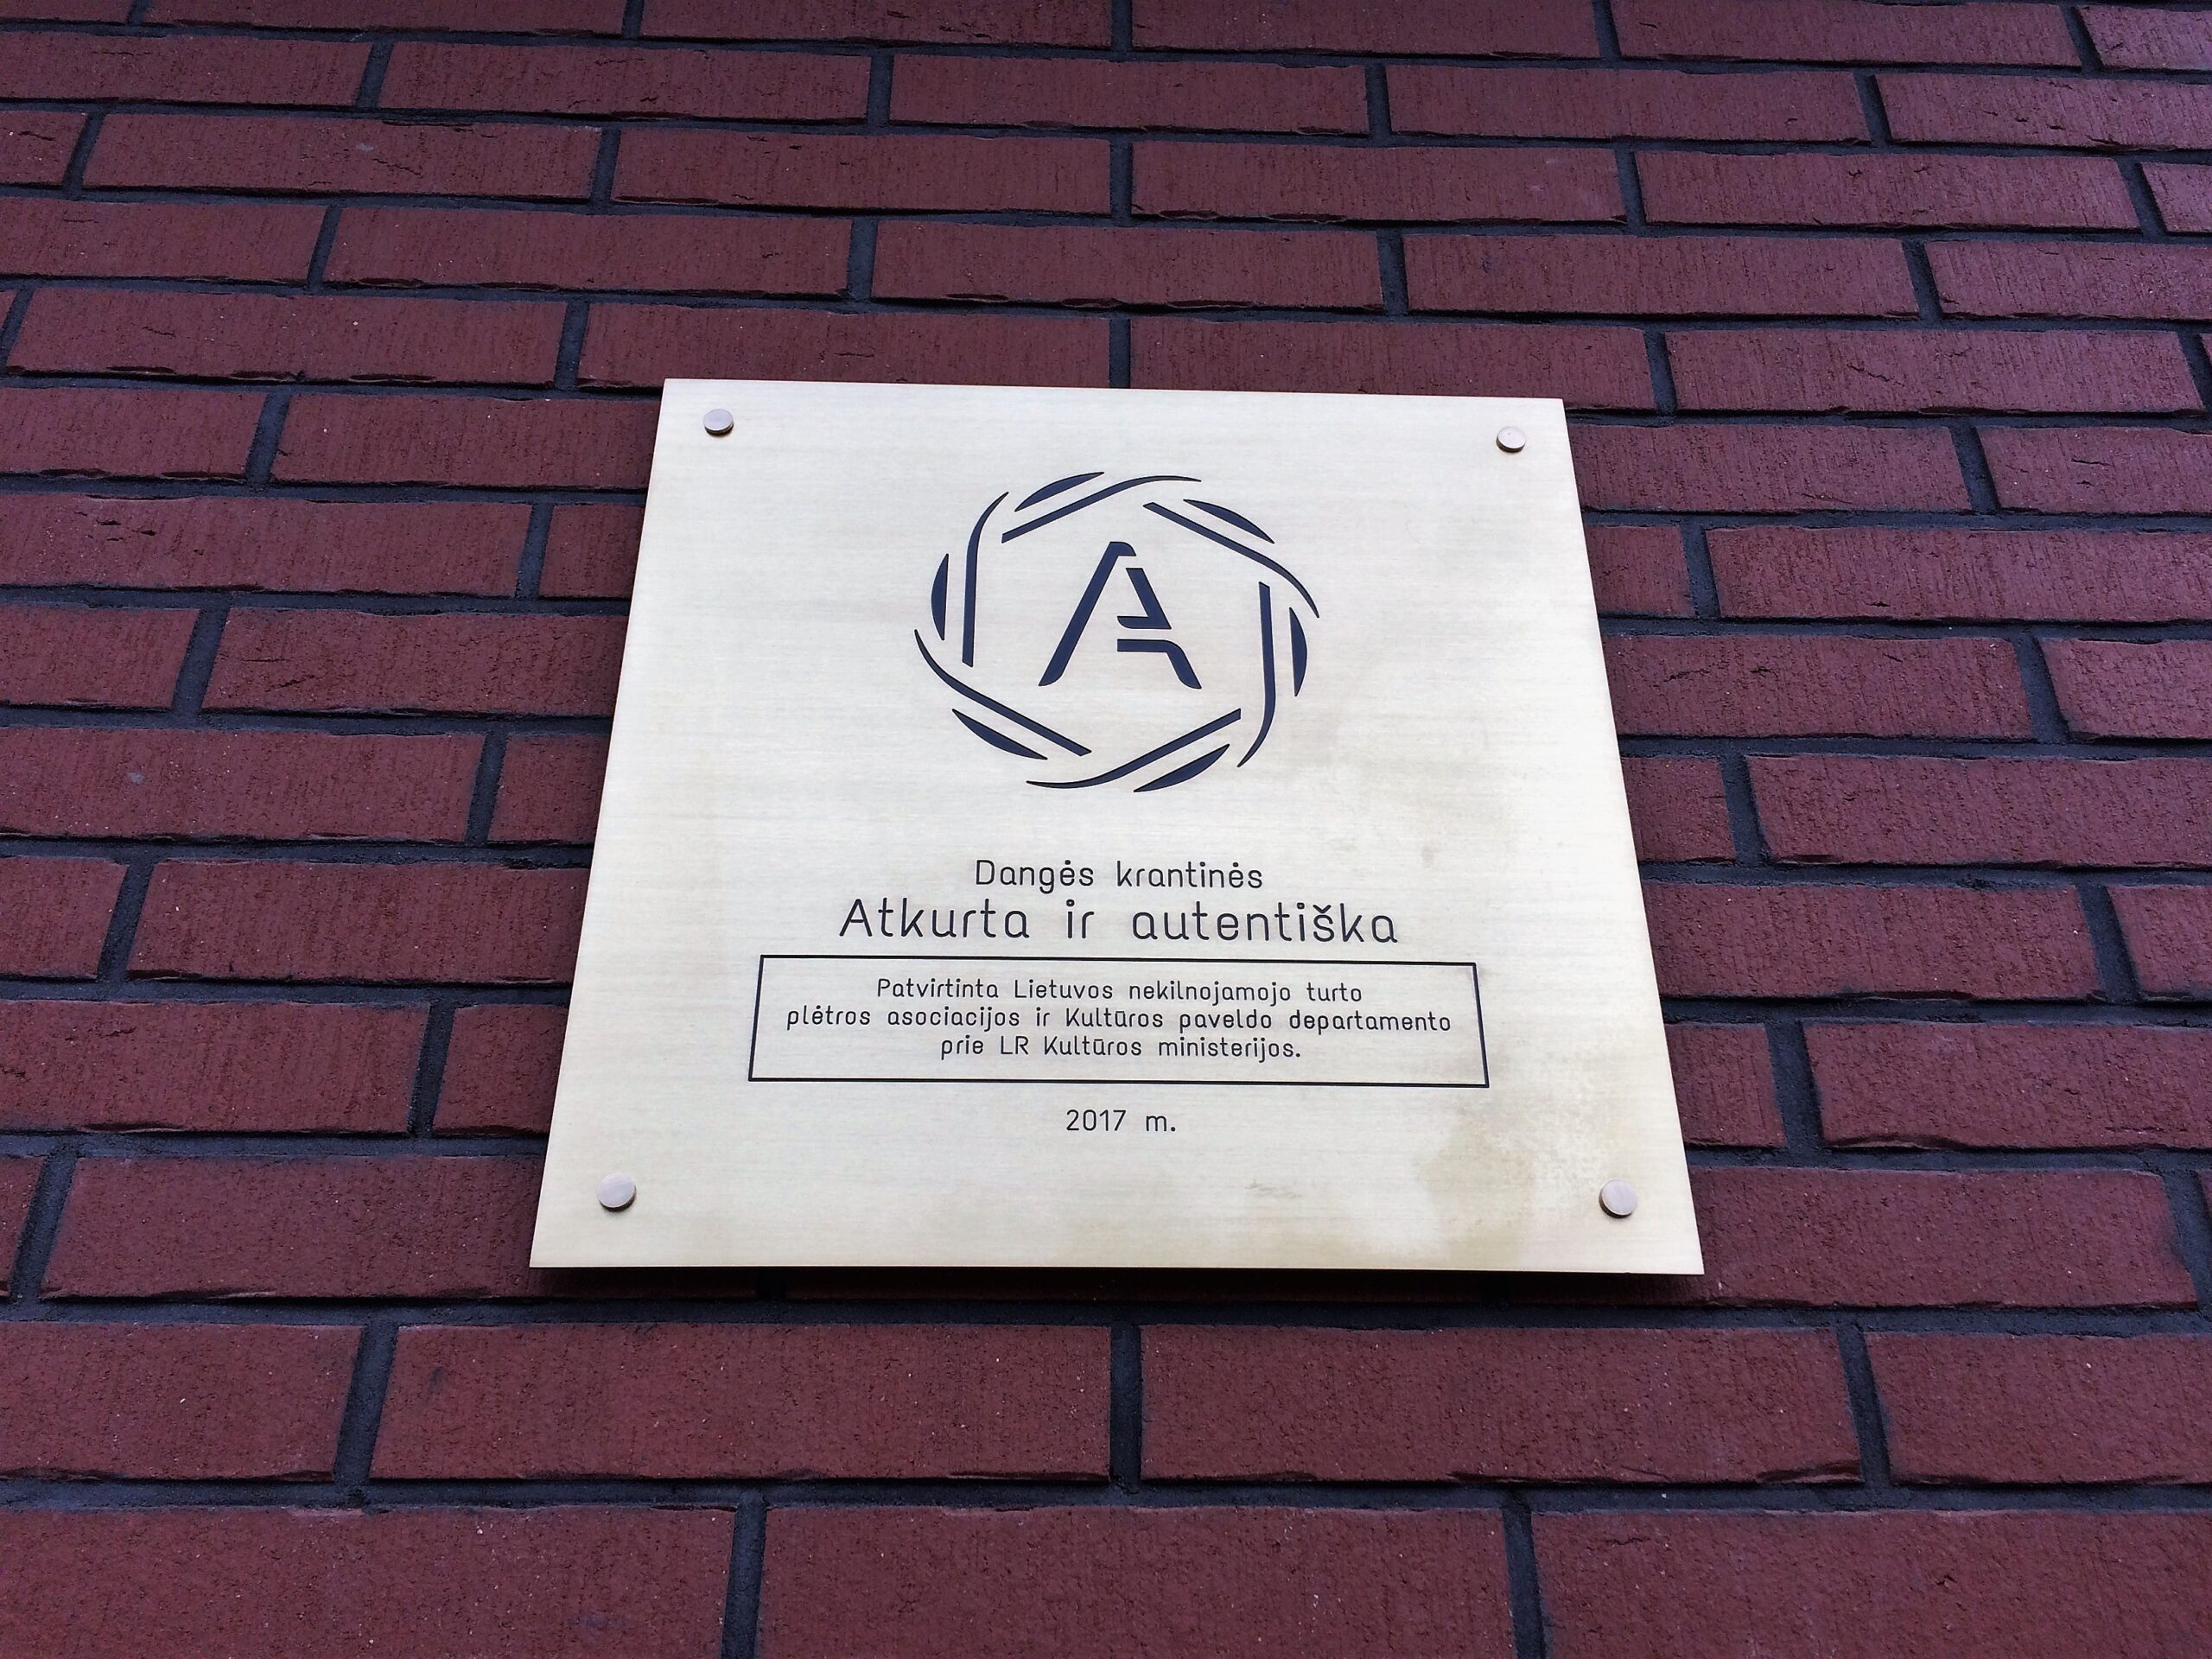 A
Dangės krantinės
Atkurta ir autentiška
Patvirtinta Lietuvos nekilnojamojo turto
plėtros asociacijos ir Kultūros paveldo departamento
prie LR Kultūros ministerijos.
2017 m.